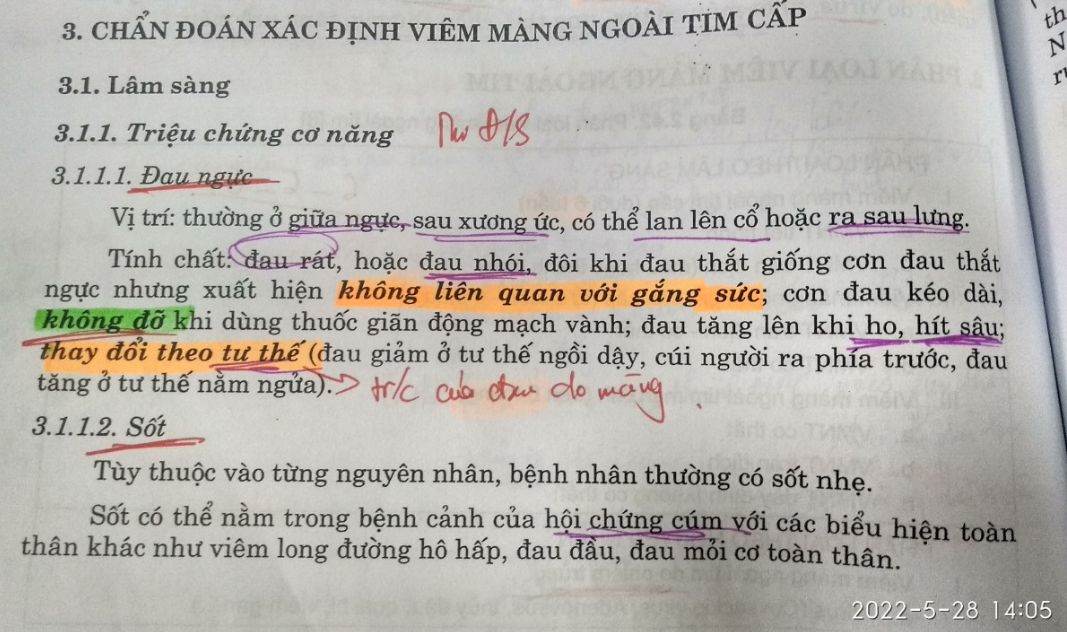 3. CHẨN ĐOÁN XÁC ĐỊNH VIÊM MÀNG NGOÀI TIM CẤP
th
N
3.1. Lâm sàng
3.1.1. Triệu chứng cơ năng
3.1.1.1. Đau ngực
Vị trí: thường ở giữa ngực, sau xương ức, có thể lan lên cổ hoặc ra sau lưng.
Tính chất: đau rát, hoặc đau nhói, đôi khi đau thắt giống cơn đau thắt
ngực nhưng xuất hiện không liên quan với gắng sức; cơn đau kéo dài,
không đỡ khi dùng thuốc giãn động mạch vành; đau tăng lên khi ho, hít sâu;
thay đổi theo tư thế (đau giảm ở tư thế ngồi dậy, cúi người ra phía trước, đau
tăng ở tư thế nằm ngửa). tr/c của đau do màng.
3.1.1.2. Sốt
Tùy thuộc vào từng nguyên nhân, bệnh nhân thường có sốt nhẹ.
Sốt có thể nằm trong bệnh cảnh của hội chứng cúm với các biểu hiện toàn
thân khác như viêm long đường hô hấp, đau đầu, đau mỏi cơ toàn thân.
2022-5-28 14:05